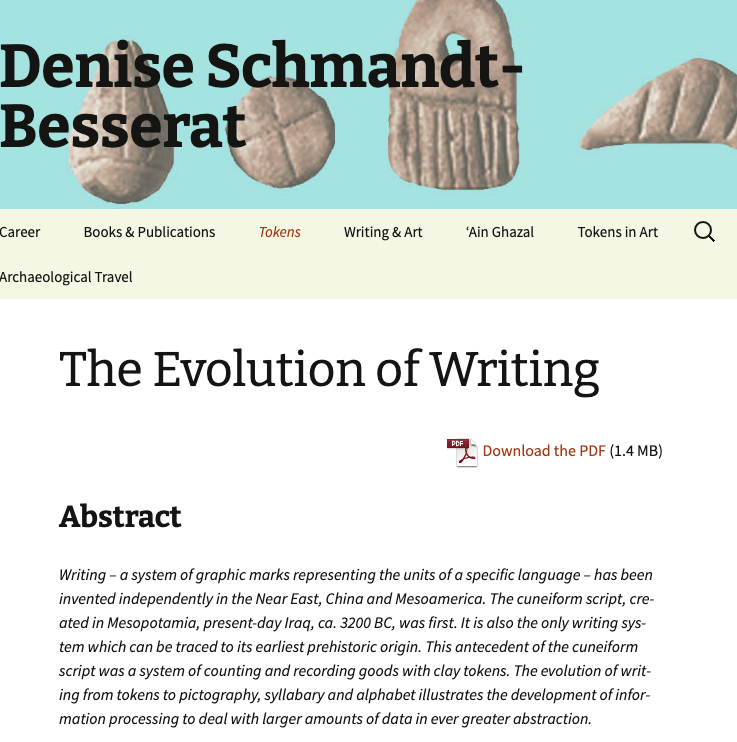 Denise Schmandt-
Besserat
Career Books & Publications Tokens Writing & Art ‘Ain Ghazal Tokens in Art
Archaeological Travel
The Evolution of Writing
PDF Download the PDF (1.4 MB)
Abstract
Writing – a system of graphic marks representing the units of a specific language – has been
invented independently in the Near East, China and Mesoamerica. The cuneiform script, cre-
ated in Mesopotamia, present-day Iraq, ca. 3200 BC, was first. It is also the only writing sys-
tem which can be traced to its earliest prehistoric origin. This antecedent of the cuneiform
script was a system of counting and recording goods with clay tokens. The evolution of writ-
ing from tokens to pictography, syllabary and alphabet illustrates the development of infor-
mation processing to deal with larger amounts of data in ever greater abstraction.